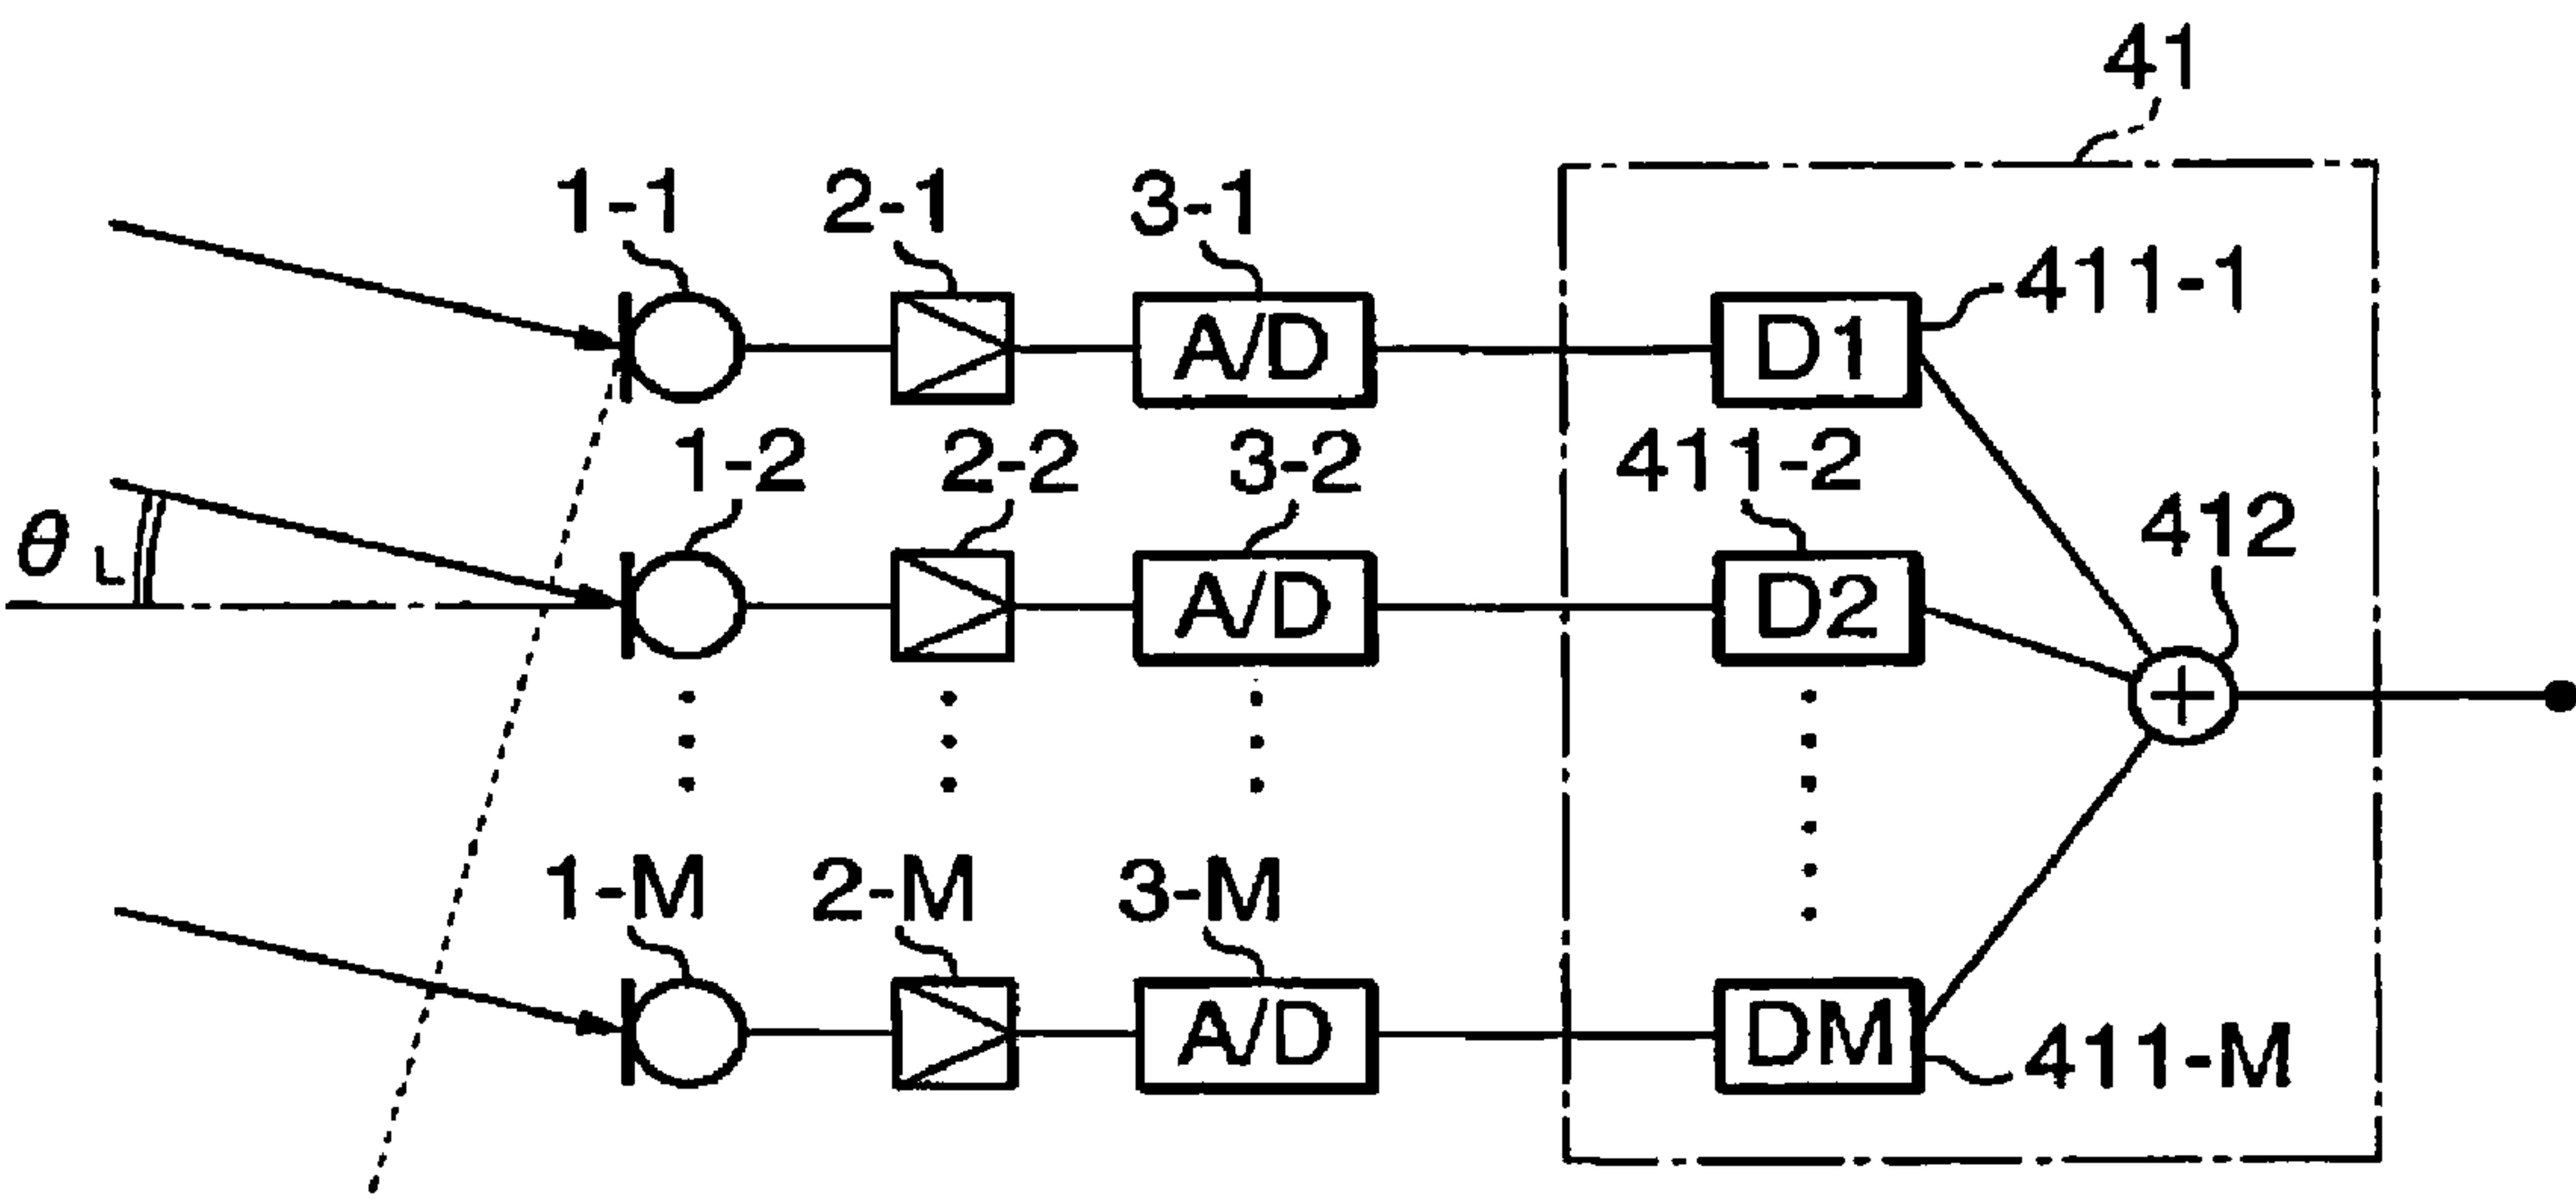 41
1-1 2-1 3-1
411-1
A/D D1
1-2 2-2 3-2 411-2
412
θL
A/D D2
+
1-M 2-M 3-M
A/D DM
411-M